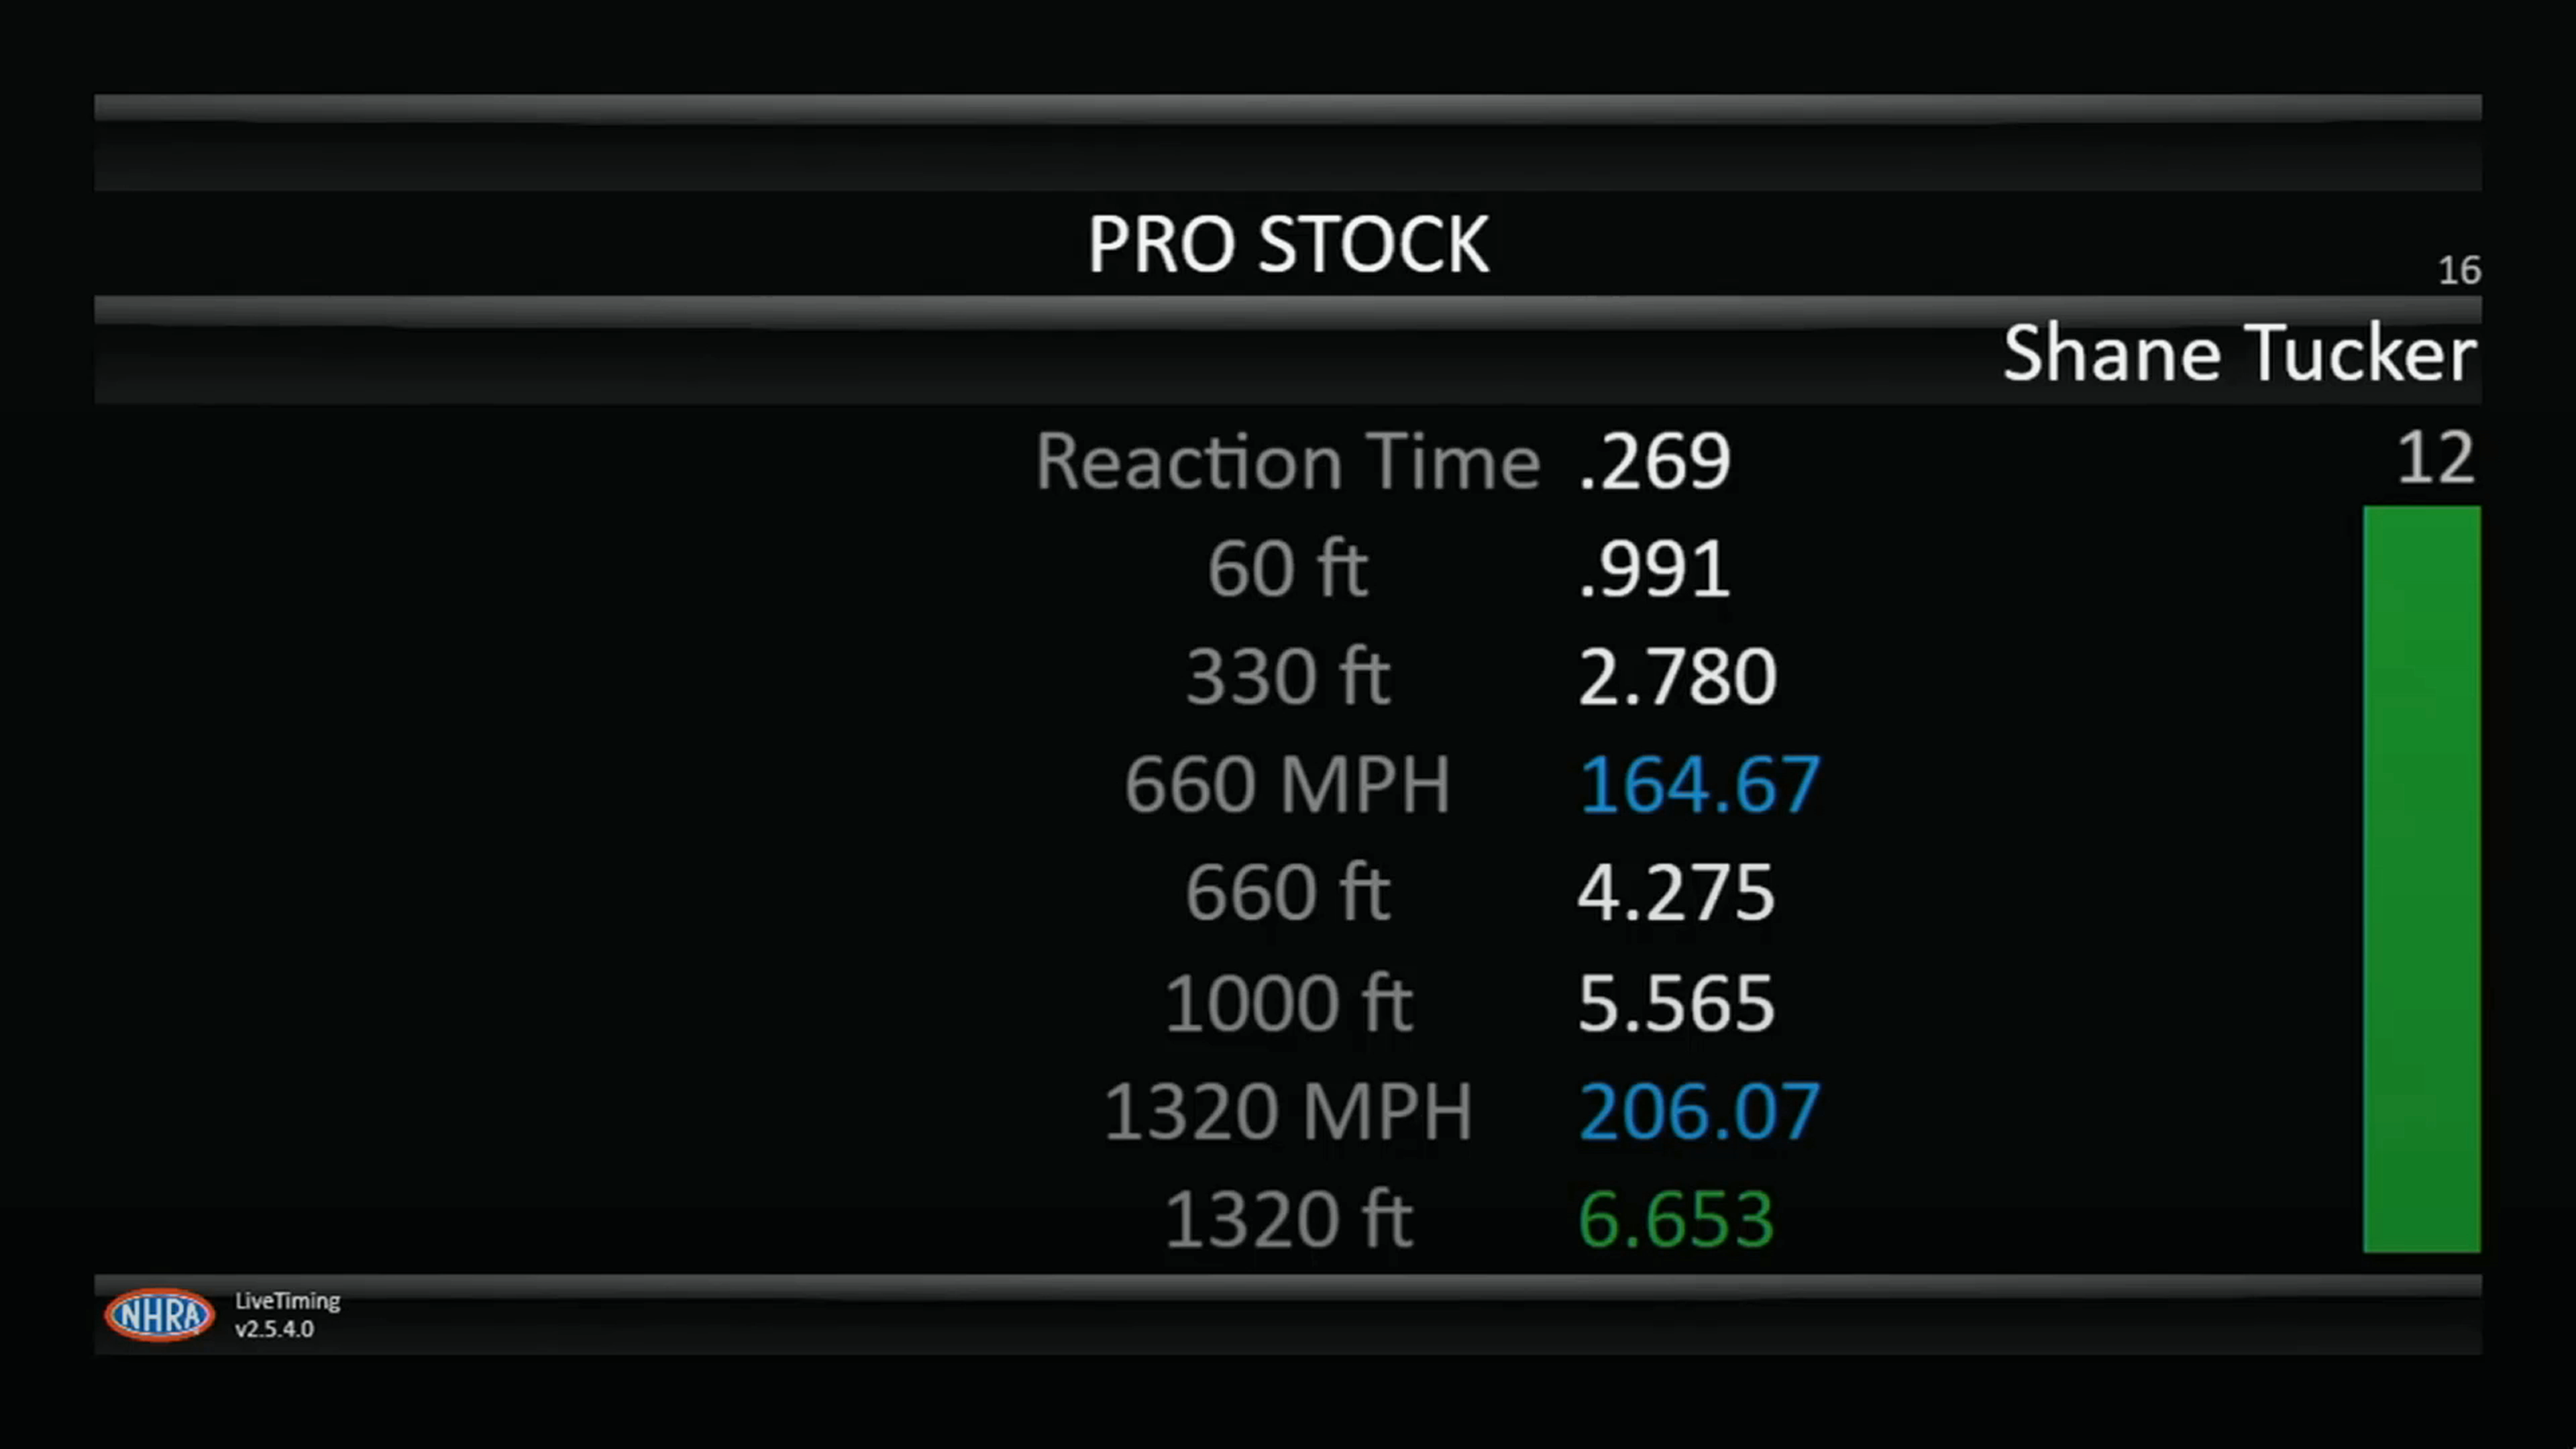 PRO STOCK
16
Shane Tucker
Reaction Time .269 12
60 ft .991
330 ft 2.780
660 MPH 164.67
660 ft 4.275
1000 ft 5.565
1320 MPH 206.07
1320 ft 6.653
NHRA LiveTiming
v2.5.4.0